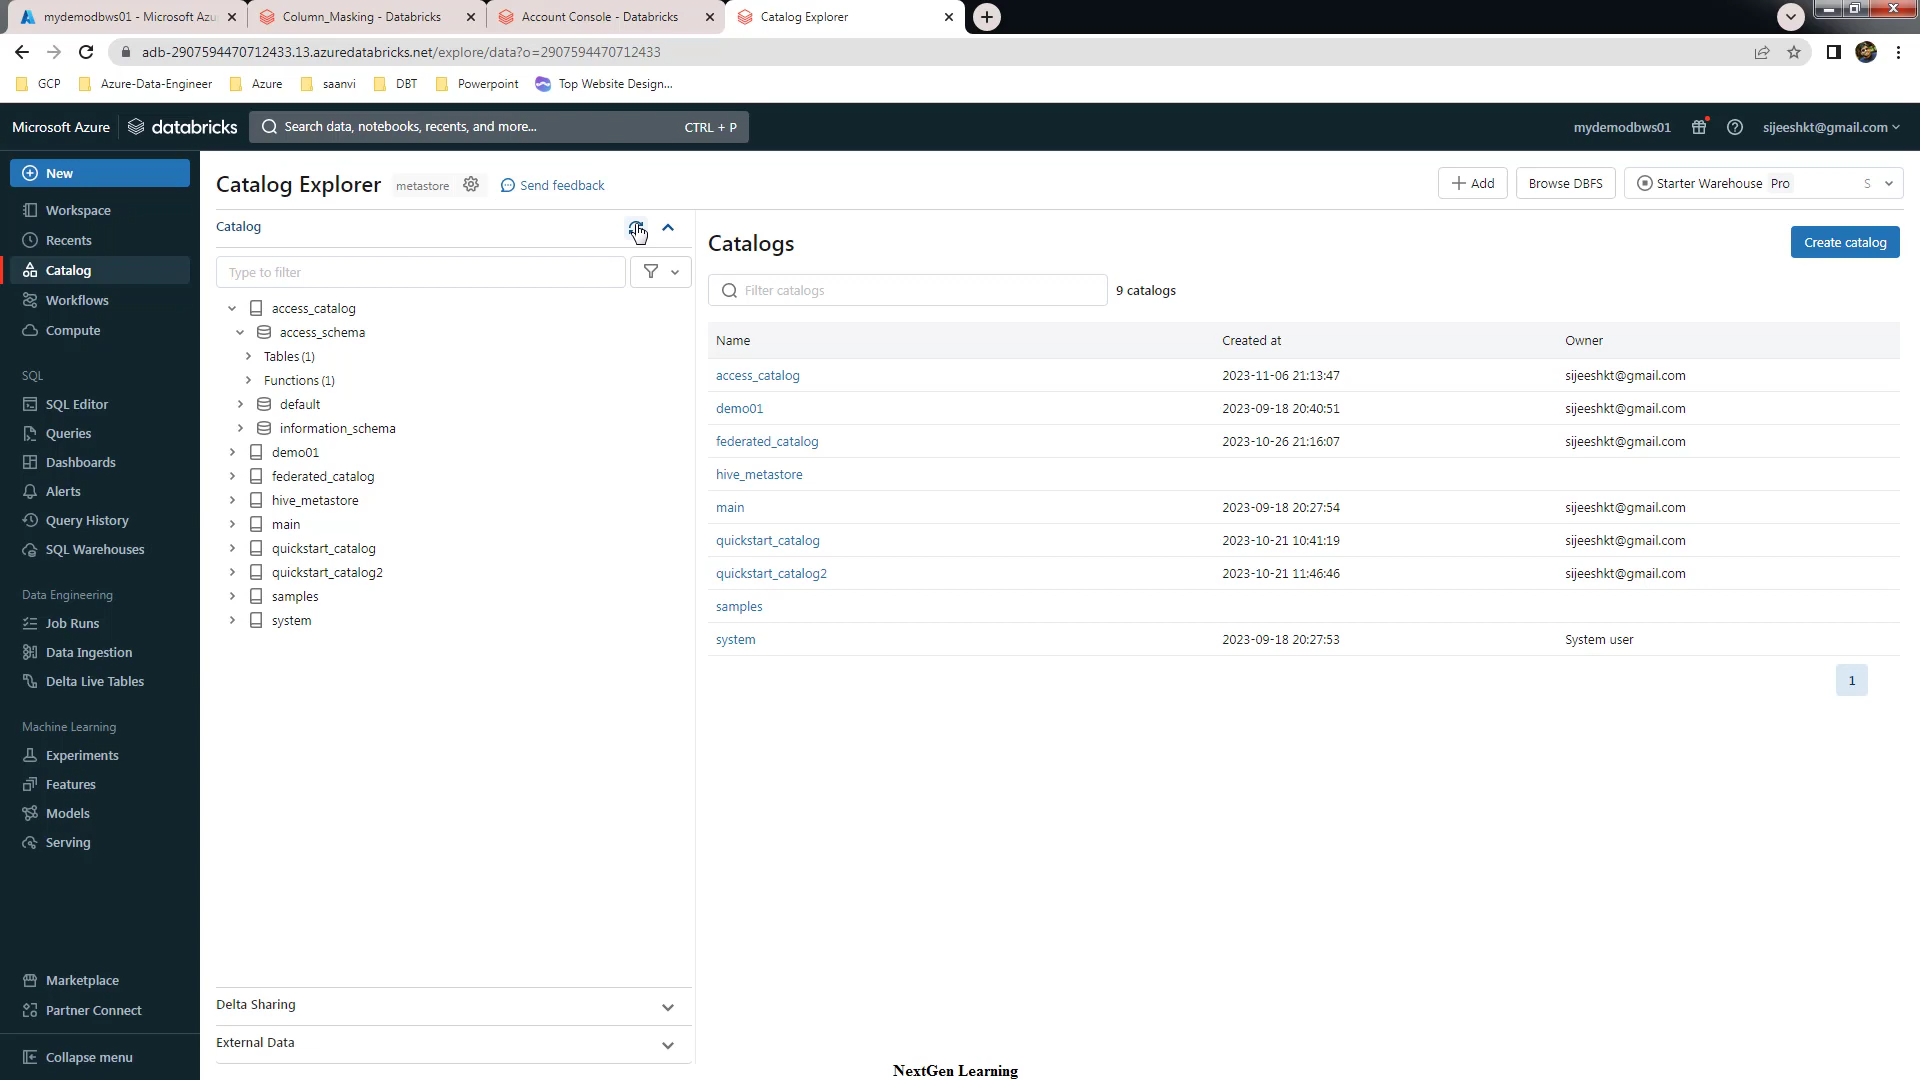 mydemodbws01 - Microsoft Azu
Column_Masking - Databricks
Account Console - Databricks
Catalog Explorer
adb-2907594470712433.13.azuredatabricks.net/explore/data?o=2907594470712433
GCP
Azure-Data-Engineer
Azure
saanvi
DBT
Powerpoint
Top Website Design...
Microsoft Azure
databricks
Search data, notebooks, recents, and more...
CTRL + P
mydemodbws01
sijeeshkt@gmail.com
New
Workspace
Recents
Catalog
Workflows
Compute
SQL
SQL Editor
Queries
Dashboards
Alerts
Query History
SQL Warehouses
Data Engineering
Job Runs
Data Ingestion
Delta Live Tables
Machine Learning
Experiments
Features
Models
Serving
Marketplace
Partner Connect
Collapse menu
Catalog Explorer
metastore
Send feedback
Add
Browse DBFS
Starter Warehouse Pro S
Catalog
Type to filter
access_catalog
access_schema
Tables (1)
Functions (1)
default
information_schema
demo01
federated_catalog
hive_metastore
main
quickstart_catalog
quickstart_catalog2
samples
system
Delta Sharing
External Data
Catalogs
Create catalog
Filter catalogs
9 catalogs
Name Created at Owner
access_catalog 2023-11-06 21:13:47 sijeeshkt@gmail.com
demo01 2023-09-18 20:40:51 sijeeshkt@gmail.com
federated_catalog 2023-10-26 21:16:07 sijeeshkt@gmail.com
hive_metastore
main 2023-09-18 20:27:54 sijeeshkt@gmail.com
quickstart_catalog 2023-10-21 10:41:19 sijeeshkt@gmail.com
quickstart_catalog2 2023-10-21 11:46:46 sijeeshkt@gmail.com
samples
system 2023-09-18 20:27:53 System user
1
NextGen Learning